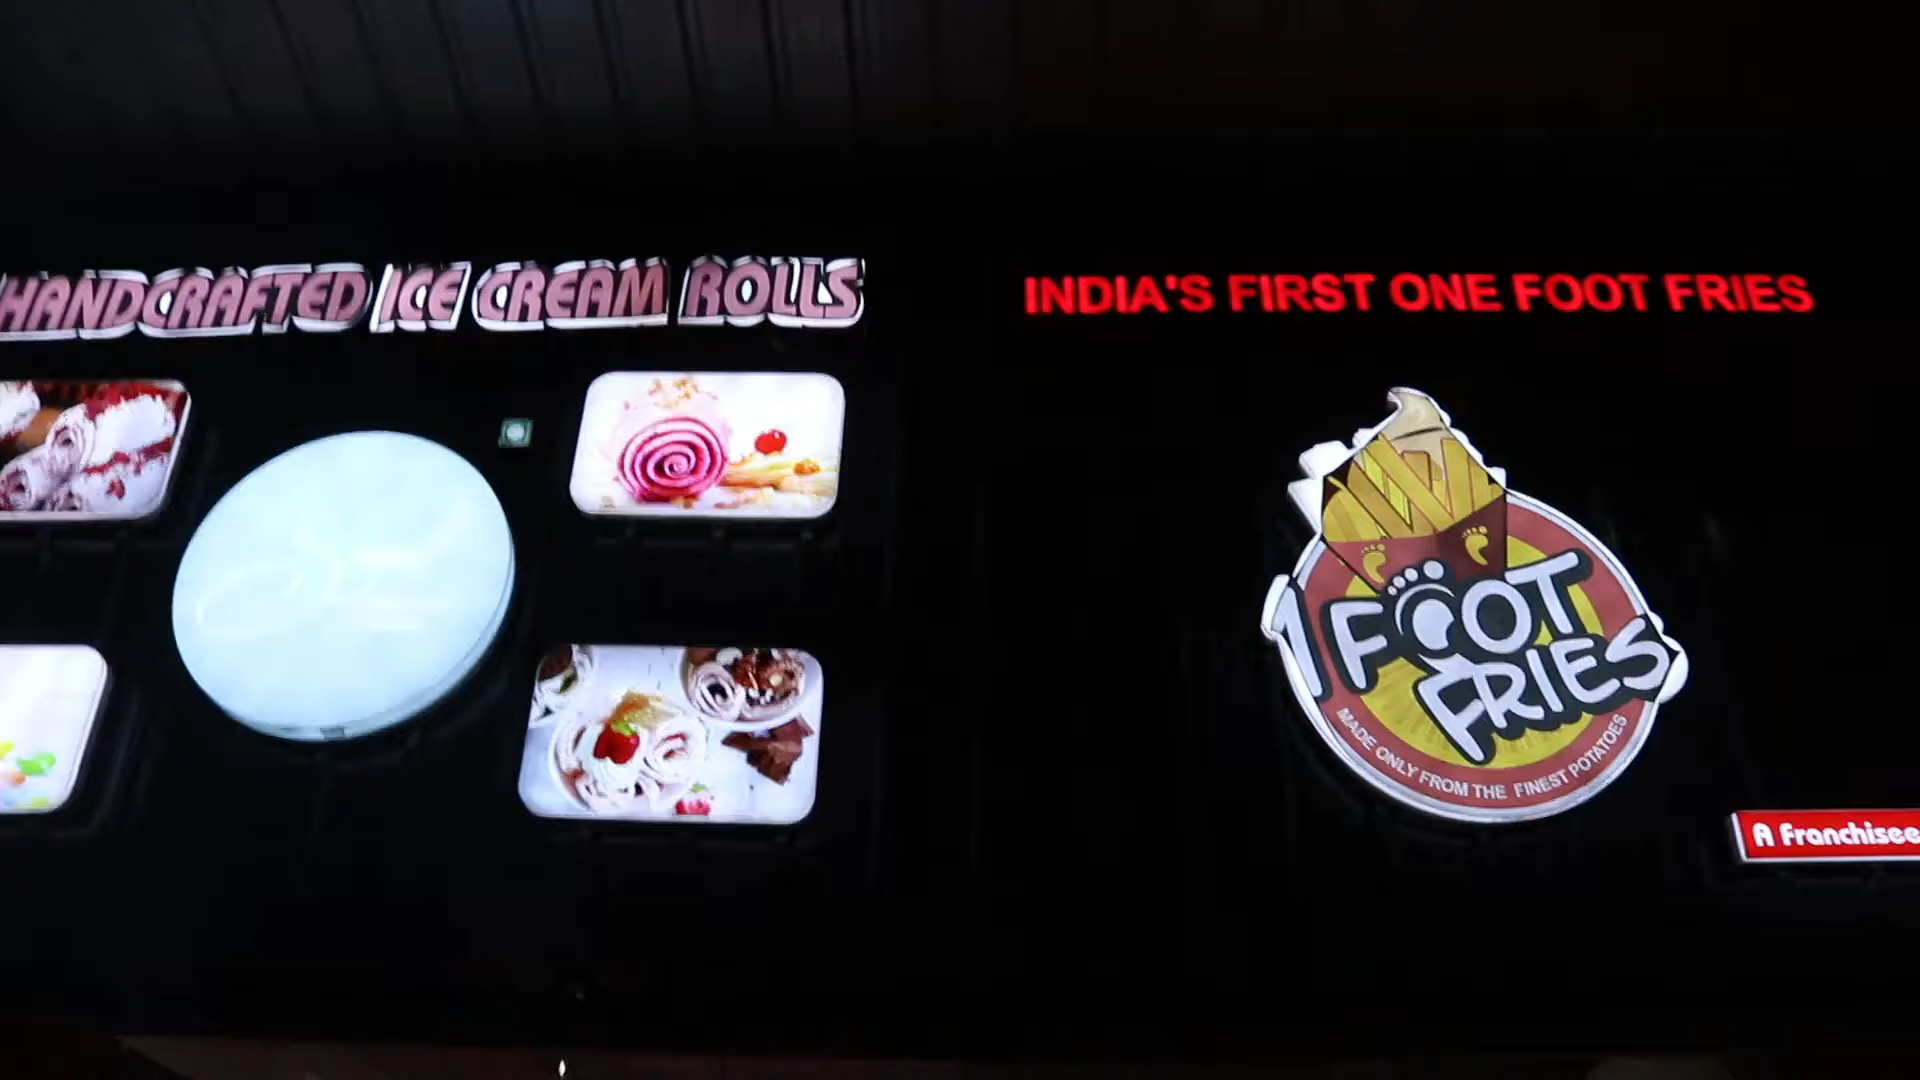 HANDCRAFTED ICE CREAM ROLLS
INDIA'S FIRST ONE FOOT FRIES
1 FOOT
FRIES
MADE ONLY FROM THE FINEST POTATOES
A Franchisee